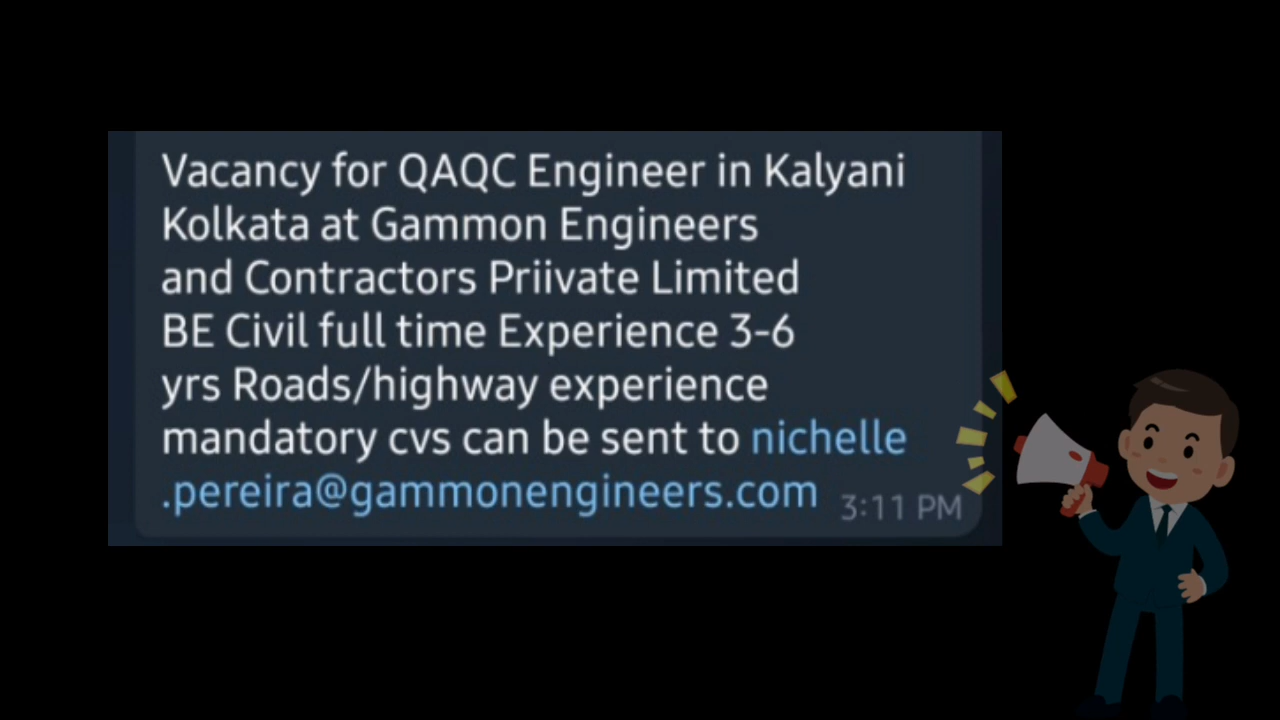 Vacancy for QAQC Engineer in Kalyani
Kolkata at Gammon Engineers
and Contractors Priivate Limited
BE Civil full time Experience 3-6
yrs Roads/highway experience
mandatory cvs can be sent to nichelle
.pereira@gammonengineers.com 3:11 PM